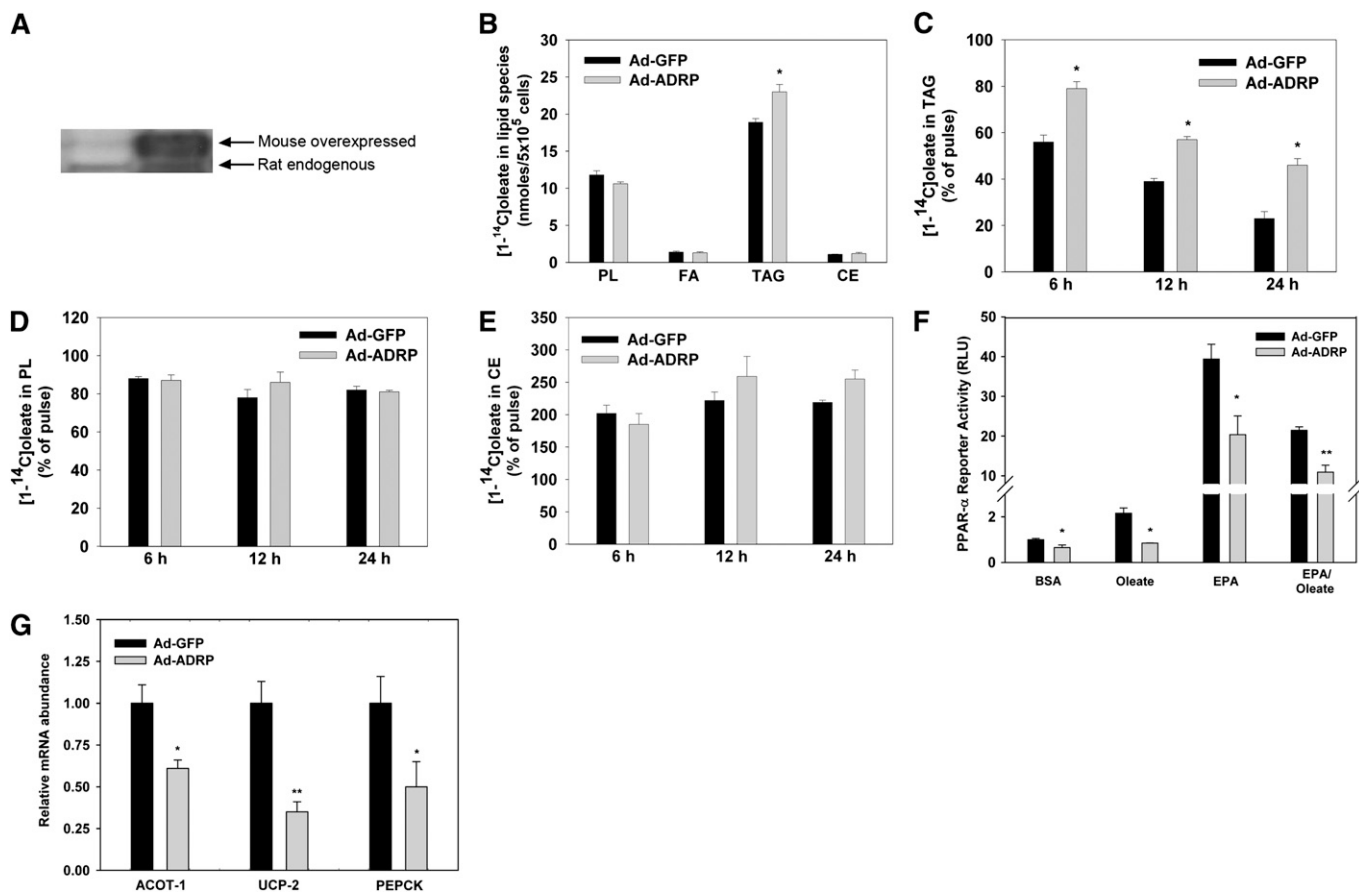 A
Mouse overexpressed
Rat endogenous
B
[1-¹⁴C]oleate in lipid species
(nmoles/5x10⁵ cells)
30
25
20
15
10
5
0
Ad-GFP
Ad-ADRP
*
PL FA TAG CE
C
[1-¹⁴C]oleate in TAG
(% of pulse)
100
80
60
40
20
0
Ad-GFP
Ad-ADRP
* * *
6 h 12 h 24 h
D
[1-¹⁴C]oleate in PL
(% of pulse)
120
100
80
60
40
20
0
Ad-GFP
Ad-ADRP
6 h 12 h 24 h
E
[1-¹⁴C]oleate in CE
(% of pulse)
350
300
250
200
150
100
50
0
Ad-GFP
Ad-ADRP
6 h 12 h 24 h
F
PPAR-α Reporter Activity (RLU)
50
40
30
20
10
2
0
Ad-GFP
Ad-ADRP
* * * **
BSA Oleate EPA EPA/
Oleate
G
Relative mRNA abundance
1.50
1.25
1.00
0.75
0.50
0.25
0.00
Ad-GFP
Ad-ADRP
* ** *
ACOT-1 UCP-2 PEPCK